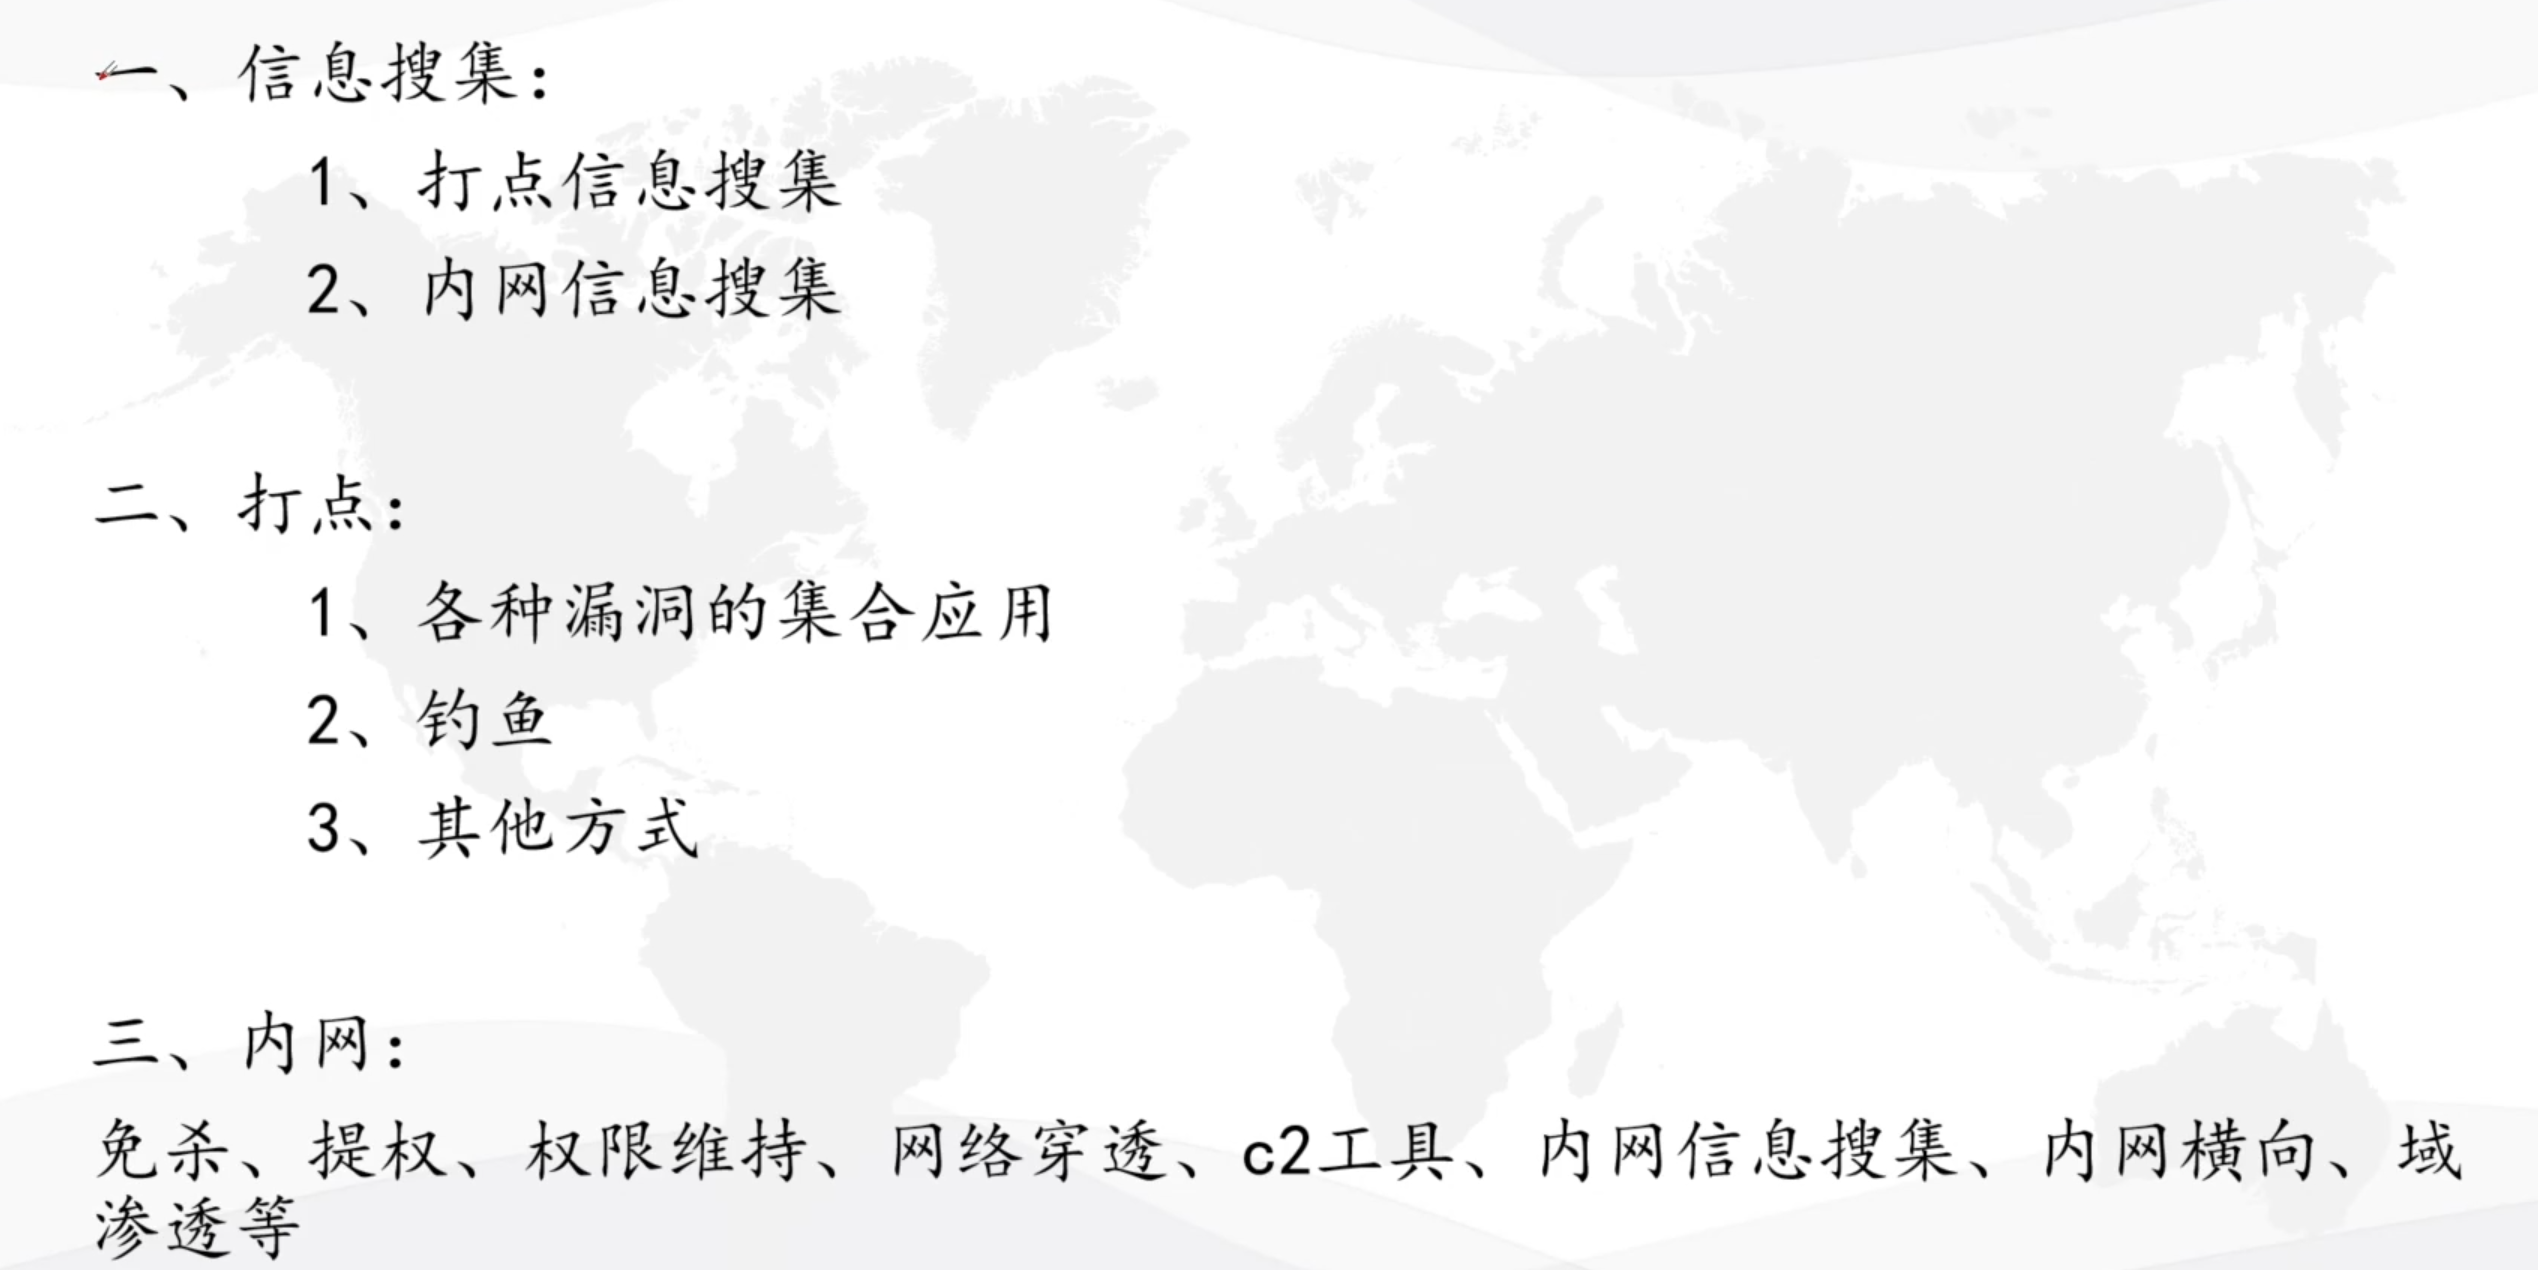 一、信息搜集：
1、打点信息搜集
2、内网信息搜集
二、打点：
1、各种漏洞的集合应用
2、钓鱼
3、其他方式
三、内网：
免杀、提权、权限维持、网络穿透、c2工具、内网信息搜集、内网横向、域
渗透等